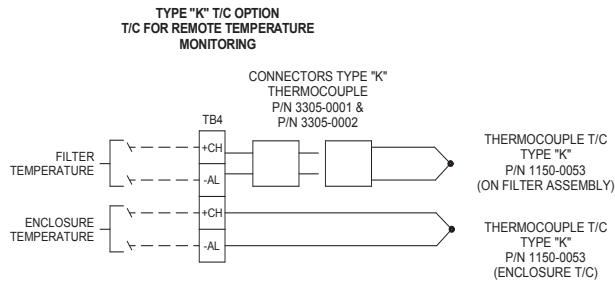 TYPE "K" T/C OPTION
T/C FOR REMOTE TEMPERATURE
MONITORING
CONNECTORS TYPE "K"
THERMOCOUPLE
P/N 3305-0001 &
P/N 3305-0002
TB4
FILTER
TEMPERATURE
+CH
-AL
THERMOCOUPLE T/C
TYPE "K"
P/N 1150-0053
(ON FILTER ASSEMBLY)
ENCLOSURE
TEMPERATURE
+CH
-AL
THERMOCOUPLE T/C
TYPE "K"
P/N 1150-0053
(ENCLOSURE T/C)